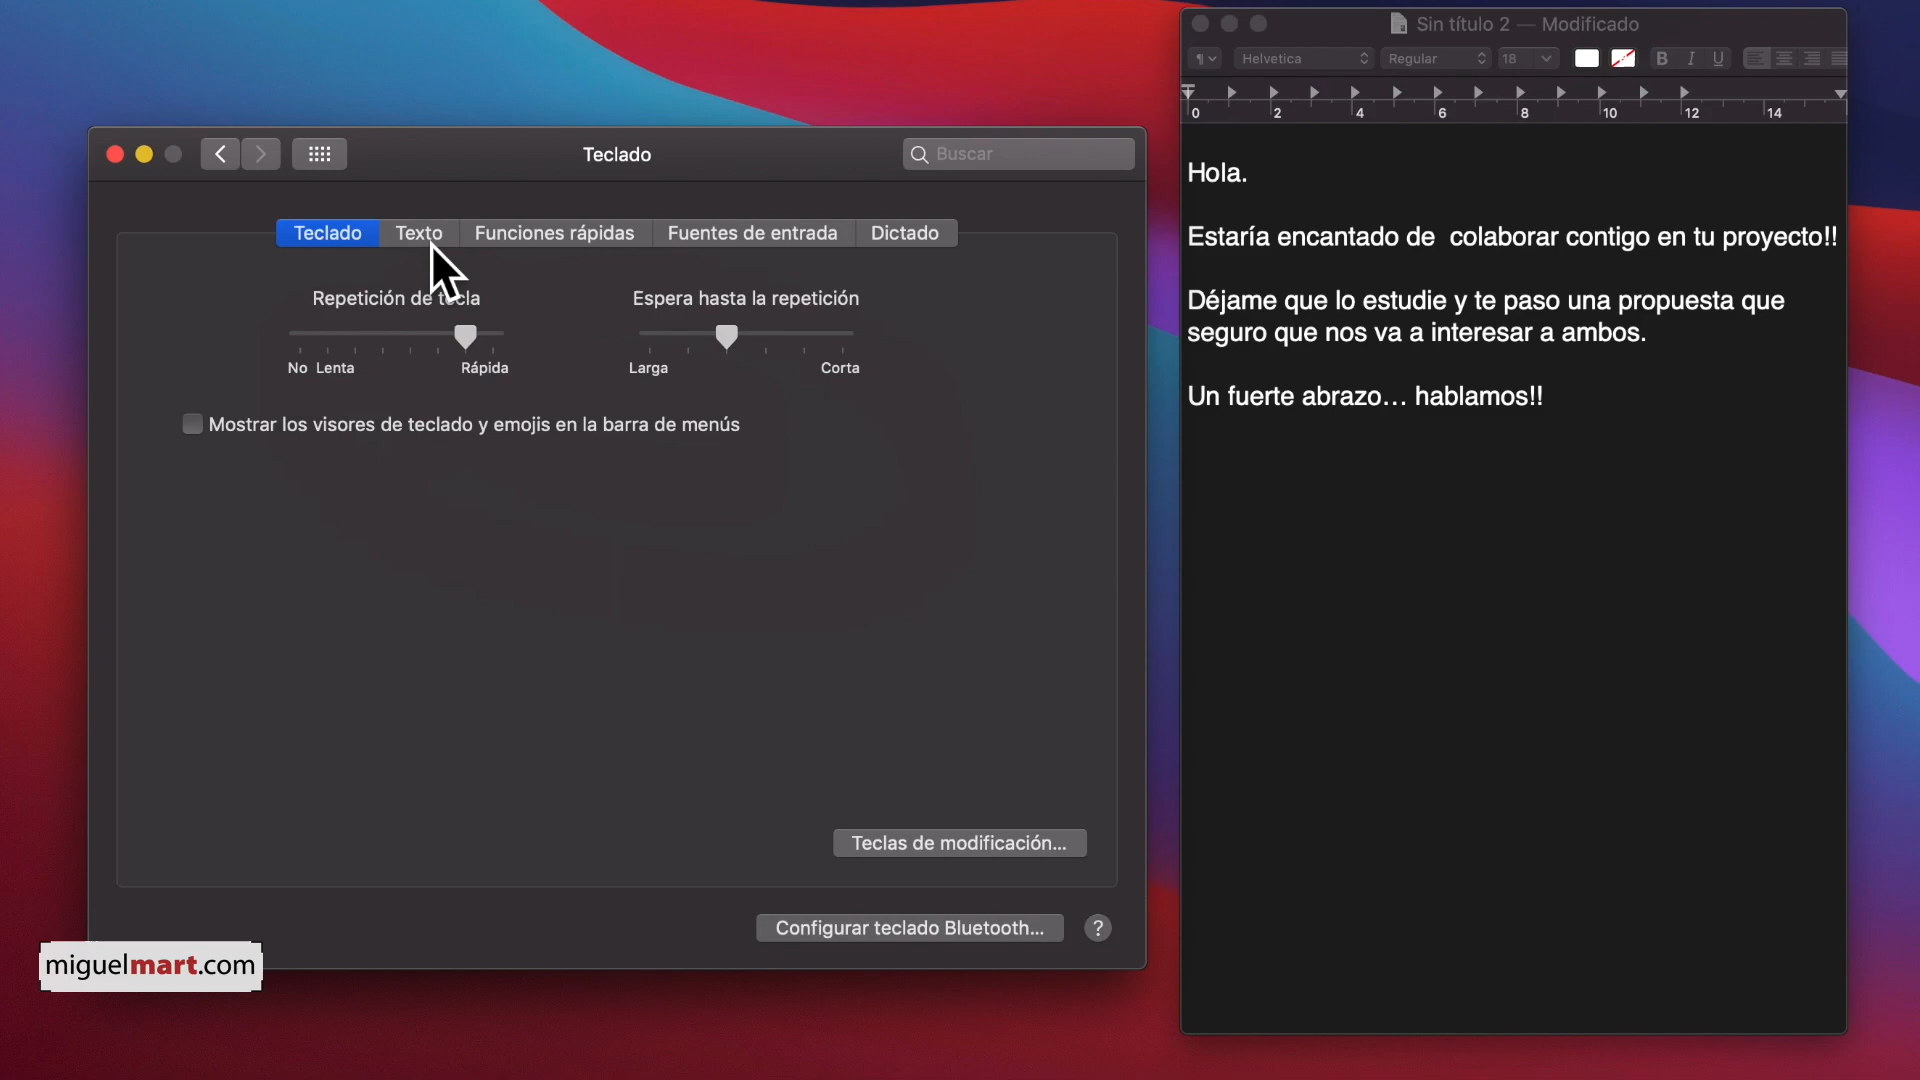 Teclado
Buscar
Teclado
Texto
Funciones rápidas
Fuentes de entrada
Dictado
Repetición de tecla
Espera hasta la repetición
No Lenta
Rápida
Larga
Corta
Mostrar los visores de teclado y emojis en la barra de menús
Teclas de modificación...
Configurar teclado Bluetooth...
?
miguelmart.com
Sin título 2 — Modificado
¶
Helvetica
Regular
18
B
I
U
0 2 4 6 8 10 12 14
Hola.
Estaría encantado de  colaborar contigo en tu proyecto!!
Déjame que lo estudie y te paso una propuesta que
seguro que nos va a interesar a ambos.
Un fuerte abrazo... hablamos!!